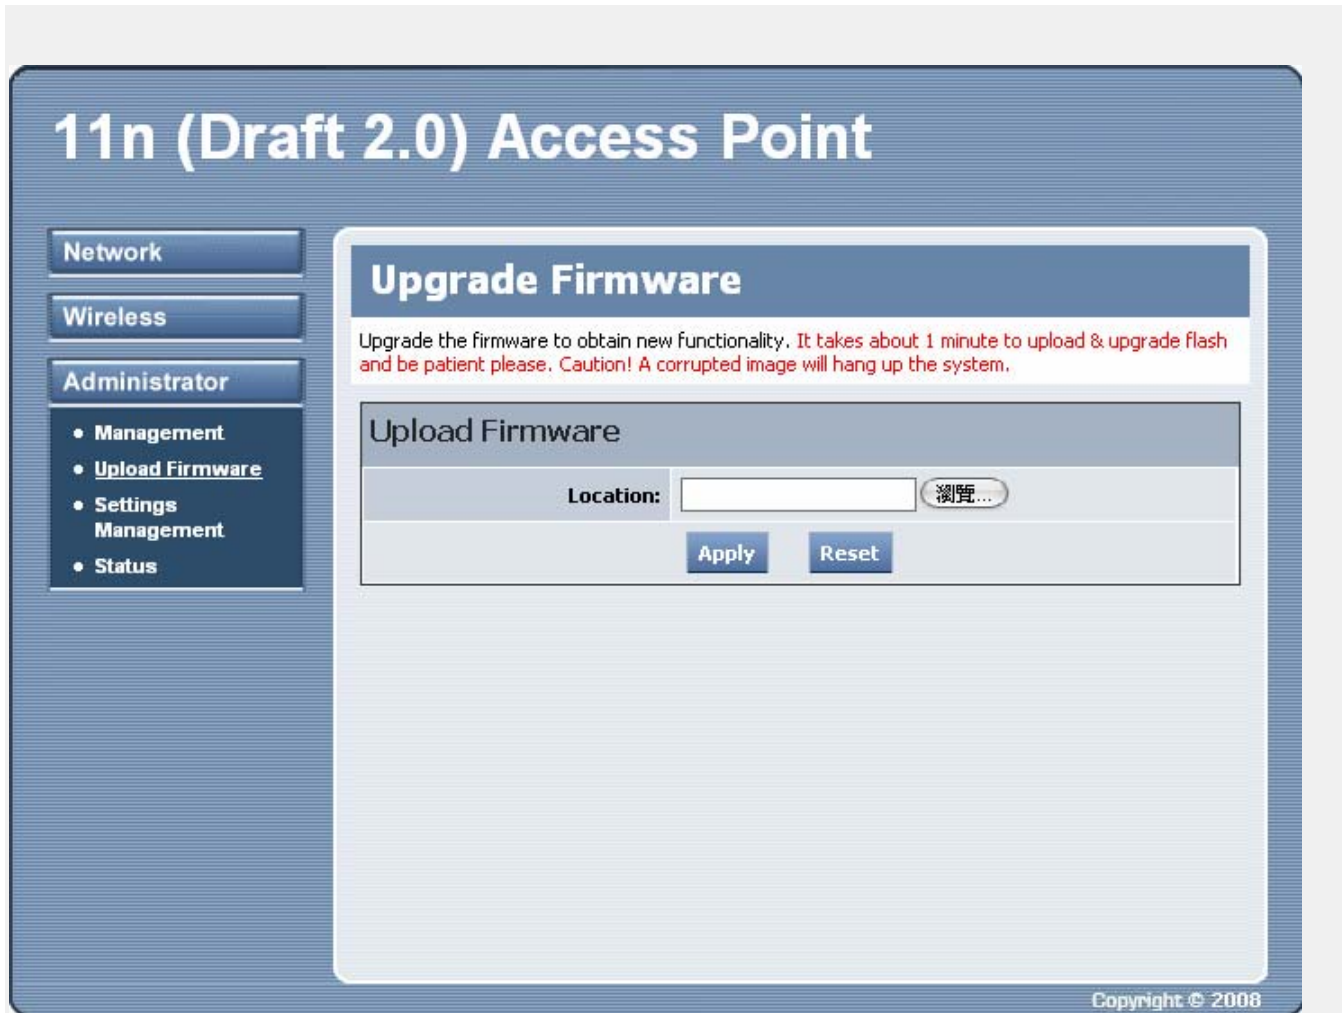 11n (Draft 2.0) Access Point
Network
Wireless
Administrator
Management
Upload Firmware
Settings
Management
Status
Upgrade Firmware
Upgrade the firmware to obtain new functionality. It takes about 1 minute to upload & upgrade flash
and be patient please. Caution! A corrupted image will hang up the system.
Upload Firmware
Location:
瀏覽...
Apply
Reset
Copyright © 2008